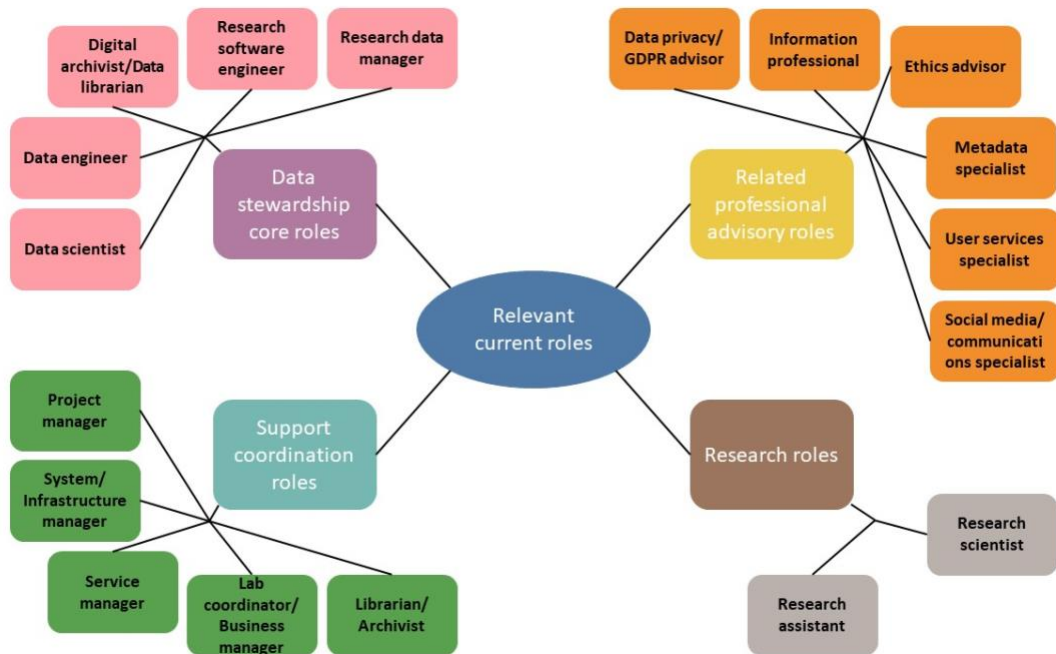 Digital
archivist/Data
librarian
Research
software
engineer
Research data
manager
Data engineer
Data scientist
Data
stewardship
core roles
Data privacy/
GDPR advisor
Information
professional
Ethics advisor
Metadata
specialist
User services
specialist
Social media/
communicati
ons specialist
Related
professional
advisory roles
Relevant
current roles
Project
manager
System/
Infrastructure
manager
Service
manager
Lab
coordinator/
Business
manager
Librarian/
Archivist
Support
coordination
roles
Research roles
Research
scientist
Research
assistant